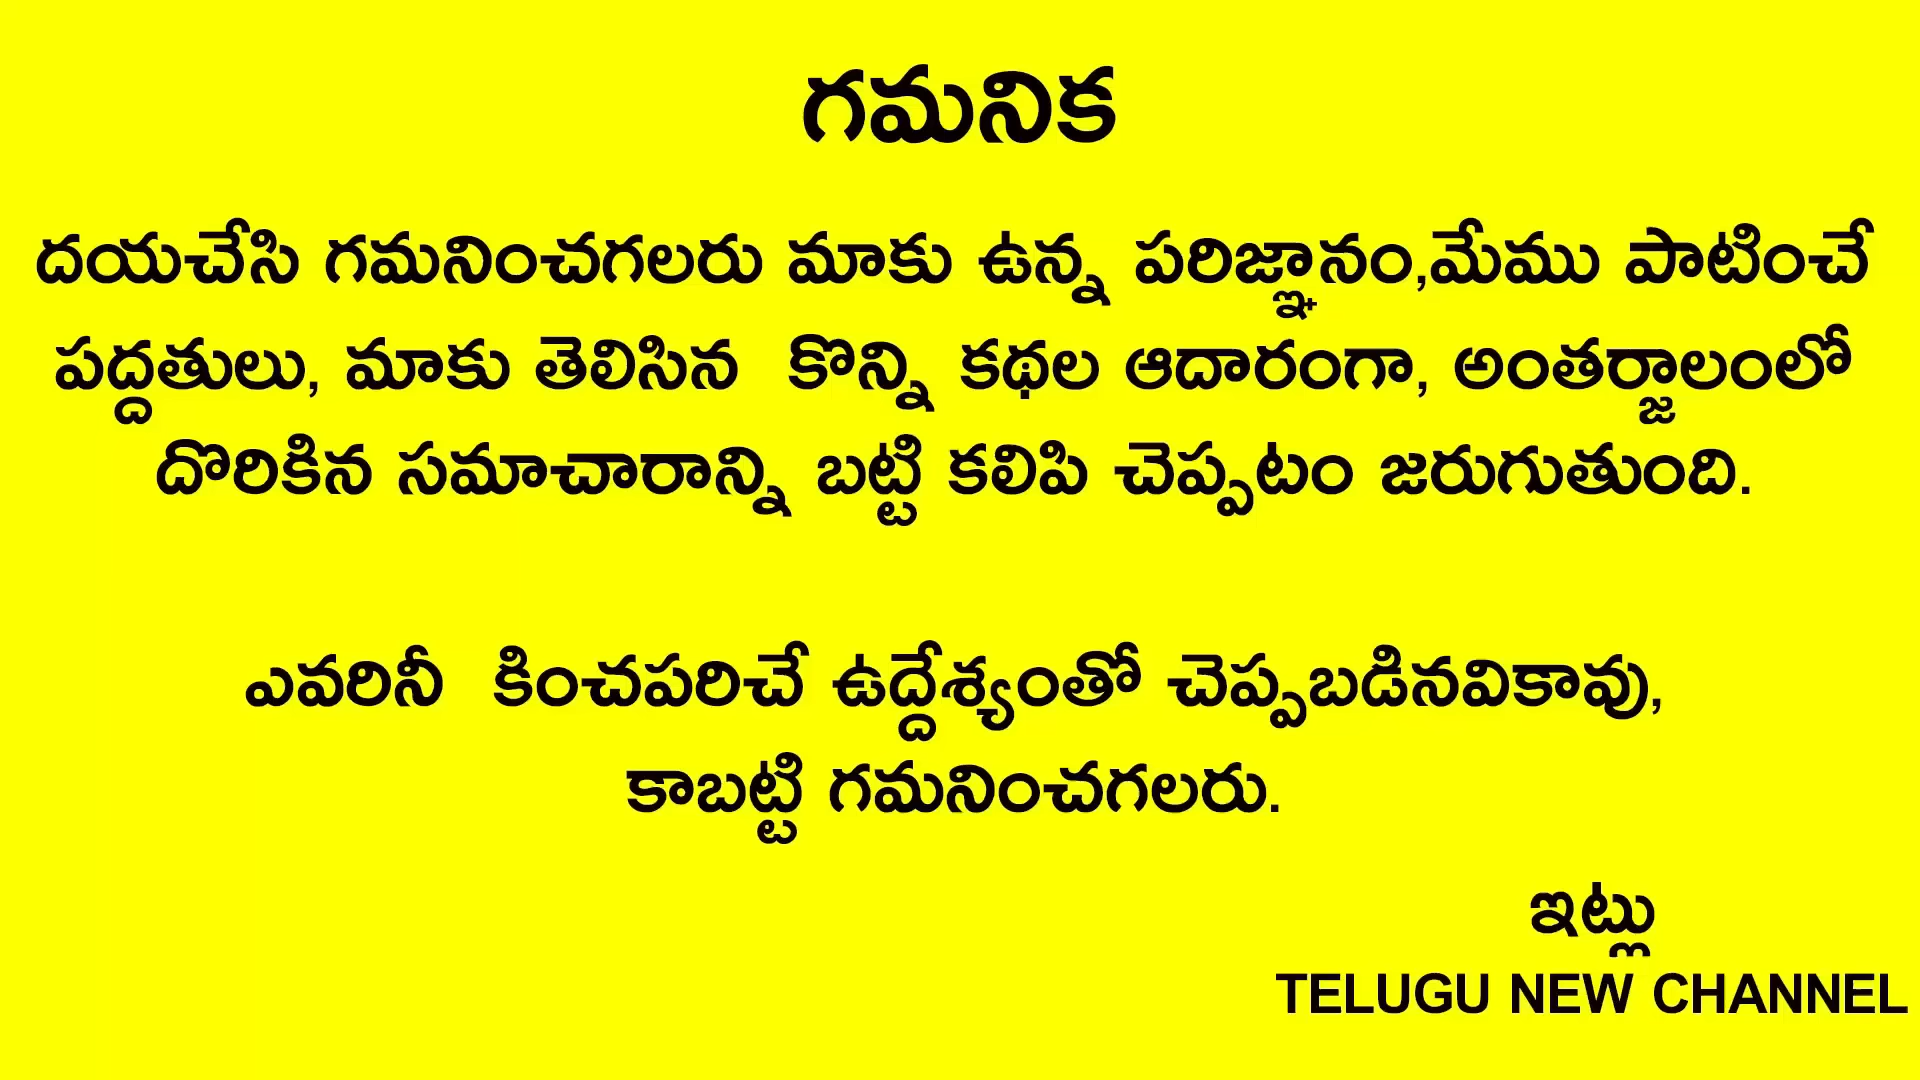 గమనిక
దయచేసి గమనించగలరు మాకు ఉన్న పరిజ్ఞానం,మేము పాటించే
పద్దతులు, మాకు తెలిసిన కొన్ని కథల ఆదారంగా, అంతర్జాలంలో
దొరికిన సమాచారాన్ని బట్టి కలిపి చెప్పటం జరుగుతుంది.
ఎవరినీ కించపరిచే ఉద్దేశ్యంతో చెప్పబడినవికావు,
కాబట్టి గమనించగలరు.
ఇట్లు
TELUGU NEW CHANNEL